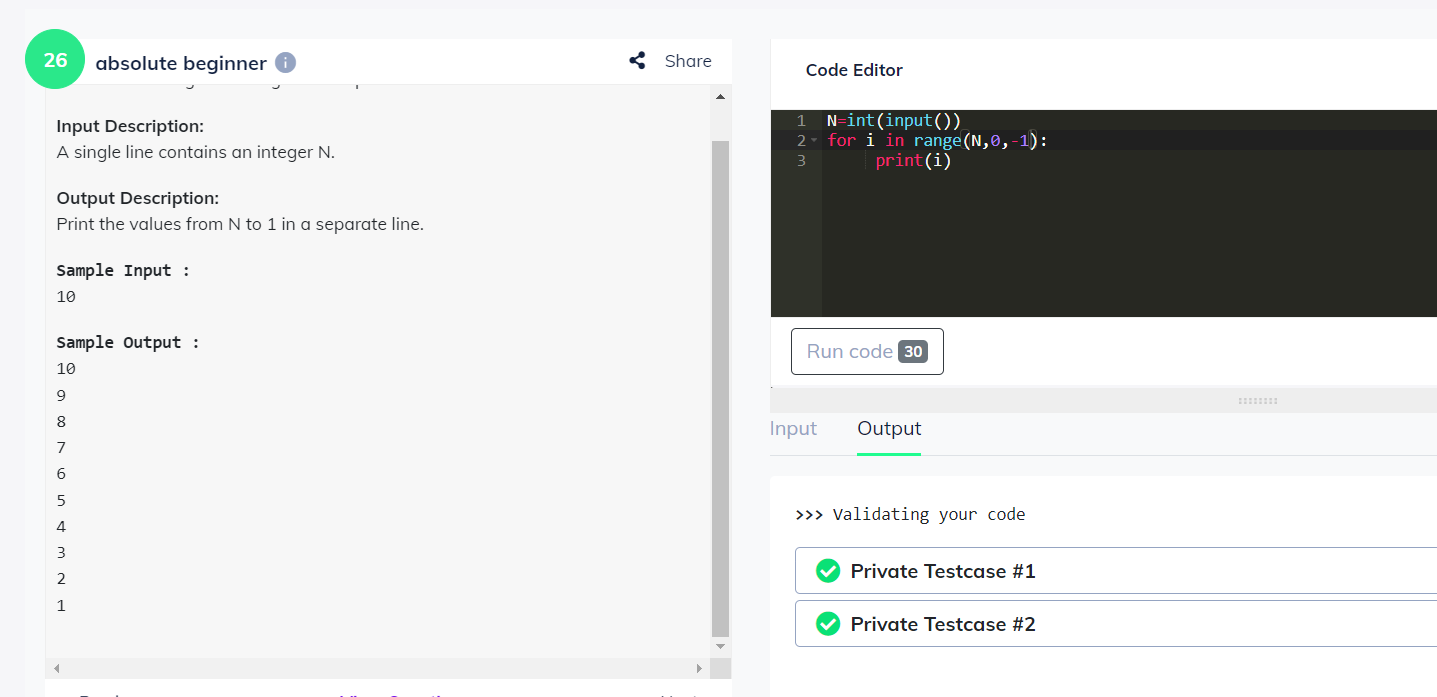 26
absolute beginner
Share
Input Description:
A single line contains an integer N.
Output Description:
Print the values from N to 1 in a separate line.
Sample Input :
10
Sample Output :
10
9
8
7
6
5
4
3
2
1
Code Editor
1 N=int(input())
2 for i in range(N,0,-1):
3 print(i)
Run code 30
Input Output
>>> Validating your code
Private Testcase #1
Private Testcase #2